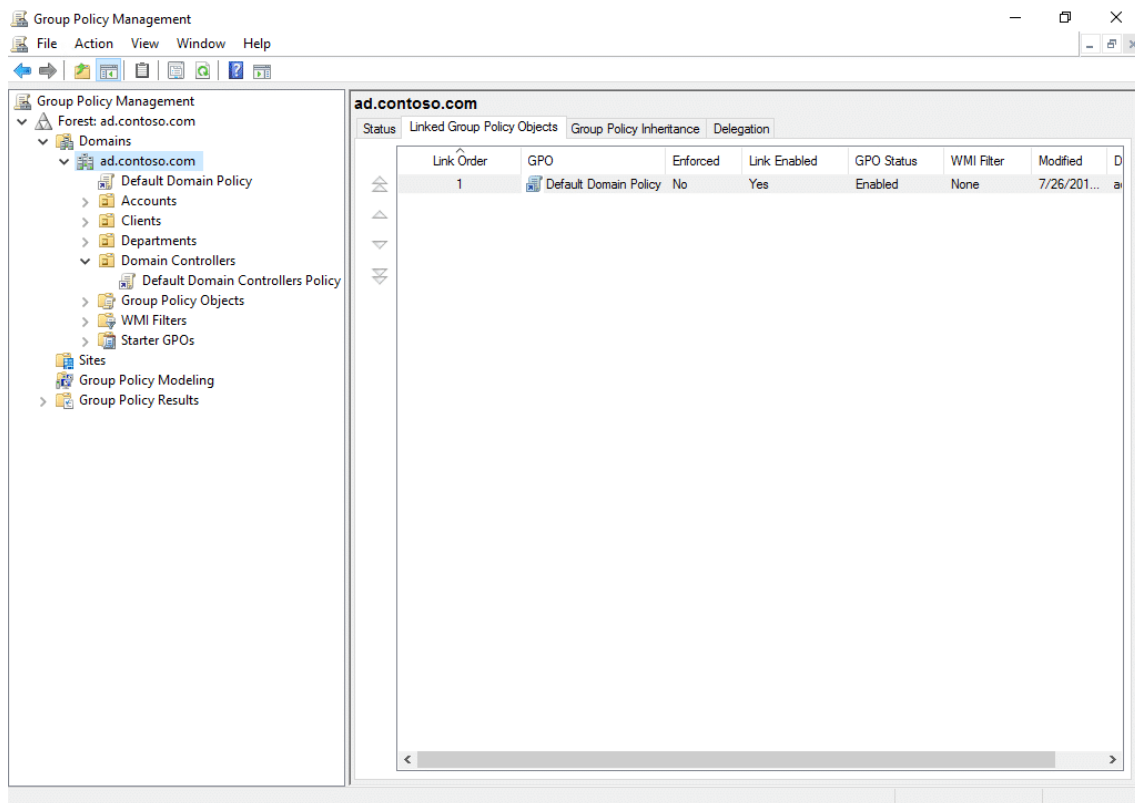 Group Policy Management
File Action View Window Help
Group Policy Management
Forest: ad.contoso.com
Domains
ad.contoso.com
Default Domain Policy
Accounts
Clients
Departments
Domain Controllers
Default Domain Controllers Policy
Group Policy Objects
WMI Filters
Starter GPOs
Sites
Group Policy Modeling
Group Policy Results
ad.contoso.com
Status Linked Group Policy Objects Group Policy Inheritance Delegation
Link Order GPO Enforced Link Enabled GPO Status WMI Filter Modified D
1 Default Domain Policy No Yes Enabled None 7/26/201...